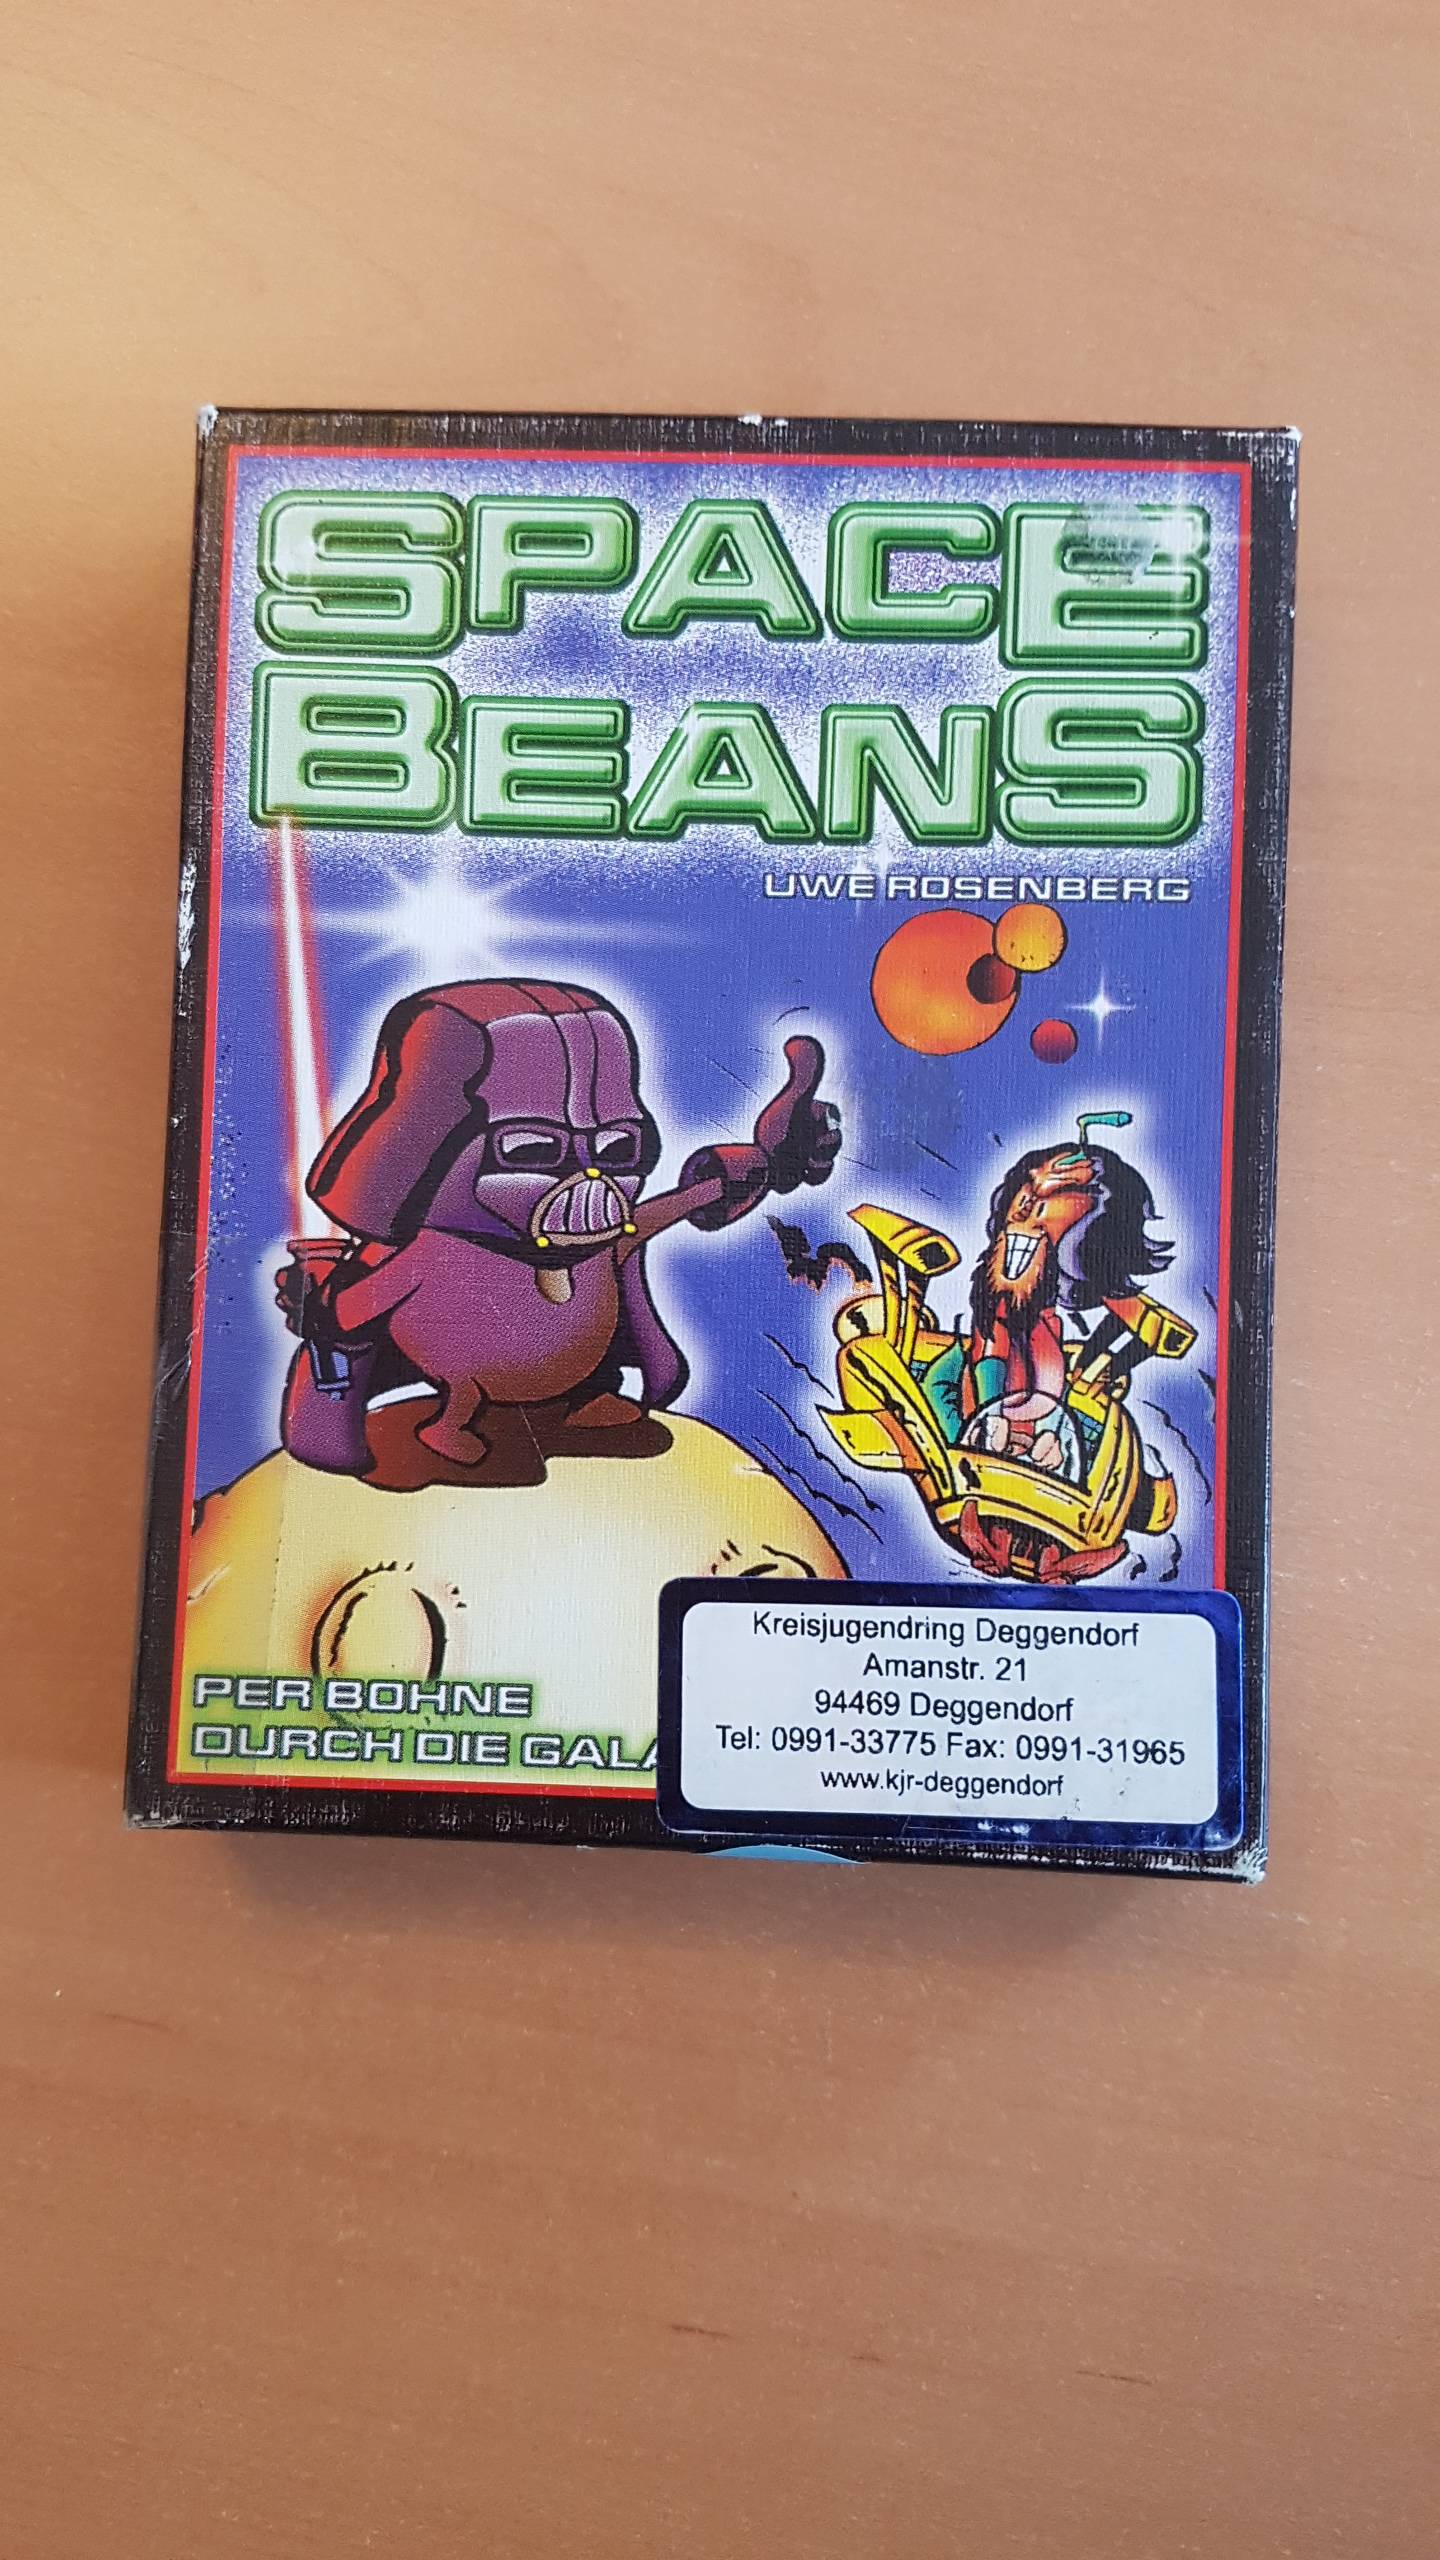 SPACE
BEANS
UWE ROSENBERG
PER BOHNE
DURCH DIE GALA
Kreisjugendring Deggendorf
Amanstr. 21
94469 Deggendorf
Tel: 0991-33775 Fax: 0991-31965
www.kjr-deggendorf